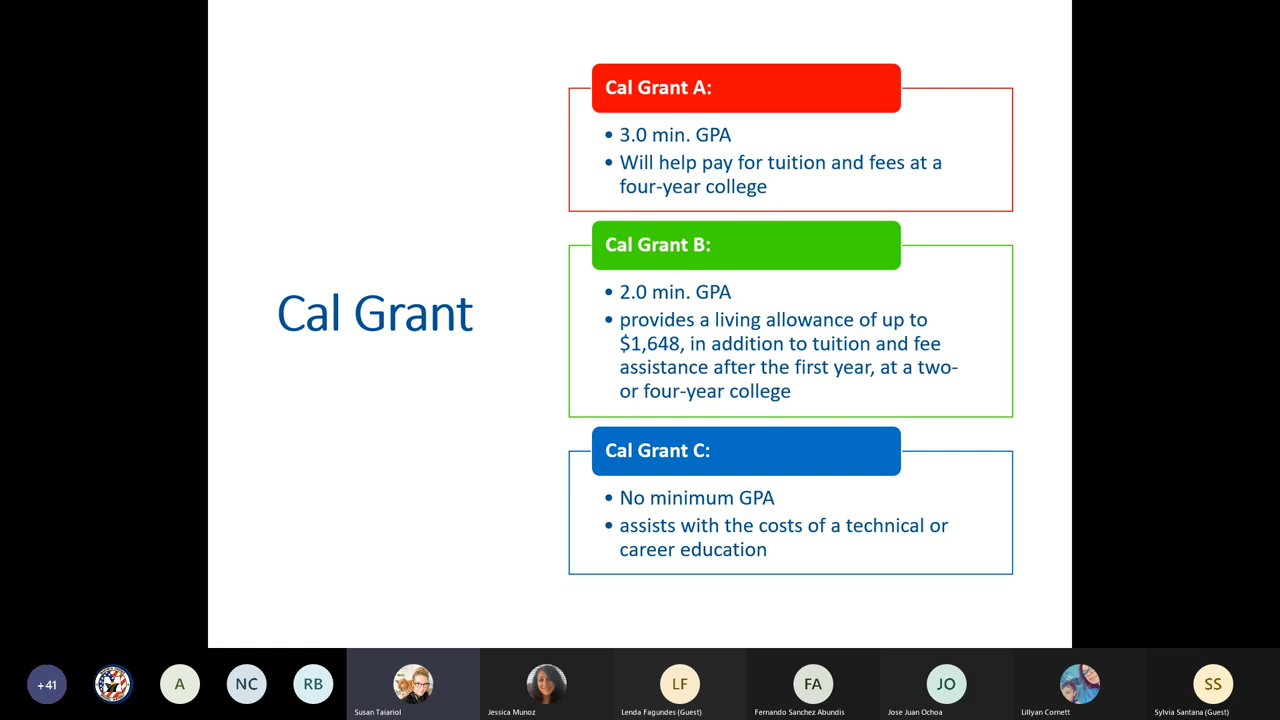 Cal Grant
Cal Grant A:
• 3.0 min. GPA
• Will help pay for tuition and fees at a
four-year college
Cal Grant B:
• 2.0 min. GPA
• provides a living allowance of up to
$1,648, in addition to tuition and fee
assistance after the first year, at a two-
or four-year college
Cal Grant C:
• No minimum GPA
• assists with the costs of a technical or
career education
+41
A
NC
RB
Susan Taiariol
Jessica Munoz
LF
Lenda Fagundes (Guest)
FA
Fernando Sanchez Abundis
JO
Jose Juan Ochoa
Lillyan Cornett
SS
Sylvia Santana (Guest)